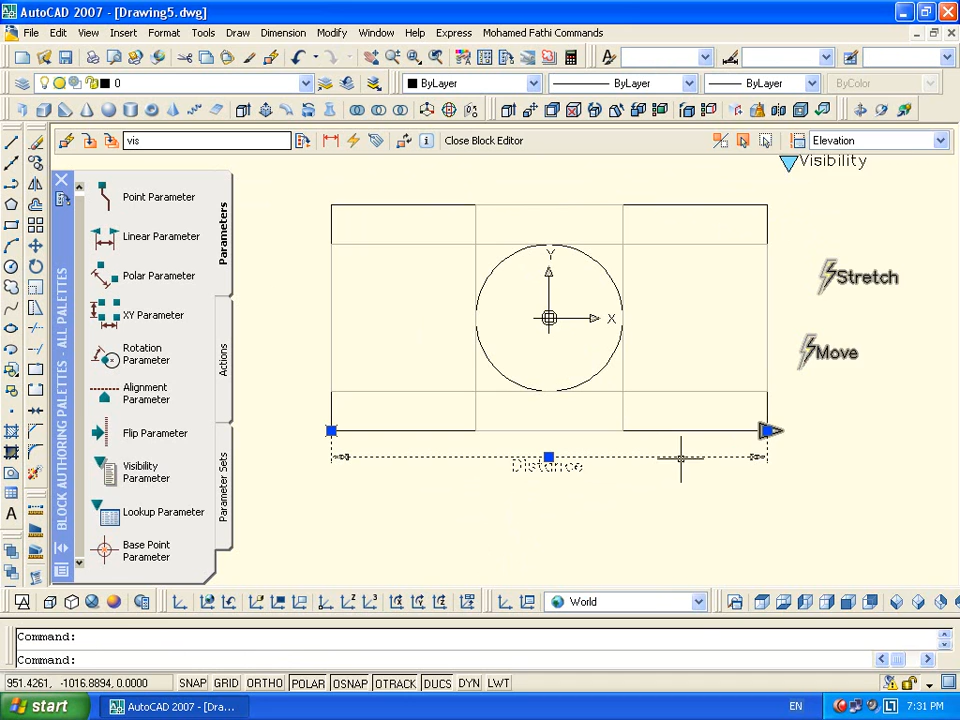 AutoCAD 2007 - [Drawing5.dwg]
File Edit View Insert Format Tools Draw Dimension Modify Window Help Express Mohamed Fathi Commands
0 ByLayer ByLayer ByLayer ByColor
vis Close Block Editor Elevation
Visibility
Point Parameter
Linear Parameter
Polar Parameter
XY Parameter
Rotation
Parameter
Alignment
Parameter
Flip Parameter
Visibility
Parameter
Lookup Parameter
Base Point
Parameter
Parameters
Actions
Parameter Sets
BLOCK AUTHORING PALETTES - ALL PALETTES
Y
X
Stretch
Move
Distance
World
Command:
Command:
951.4261, -1016.8894, 0.0000 SNAP GRID ORTHO POLAR OSNAP OTRACK DUCS DYN LWT
start AutoCAD 2007 - [Dra... EN 7:31 PM